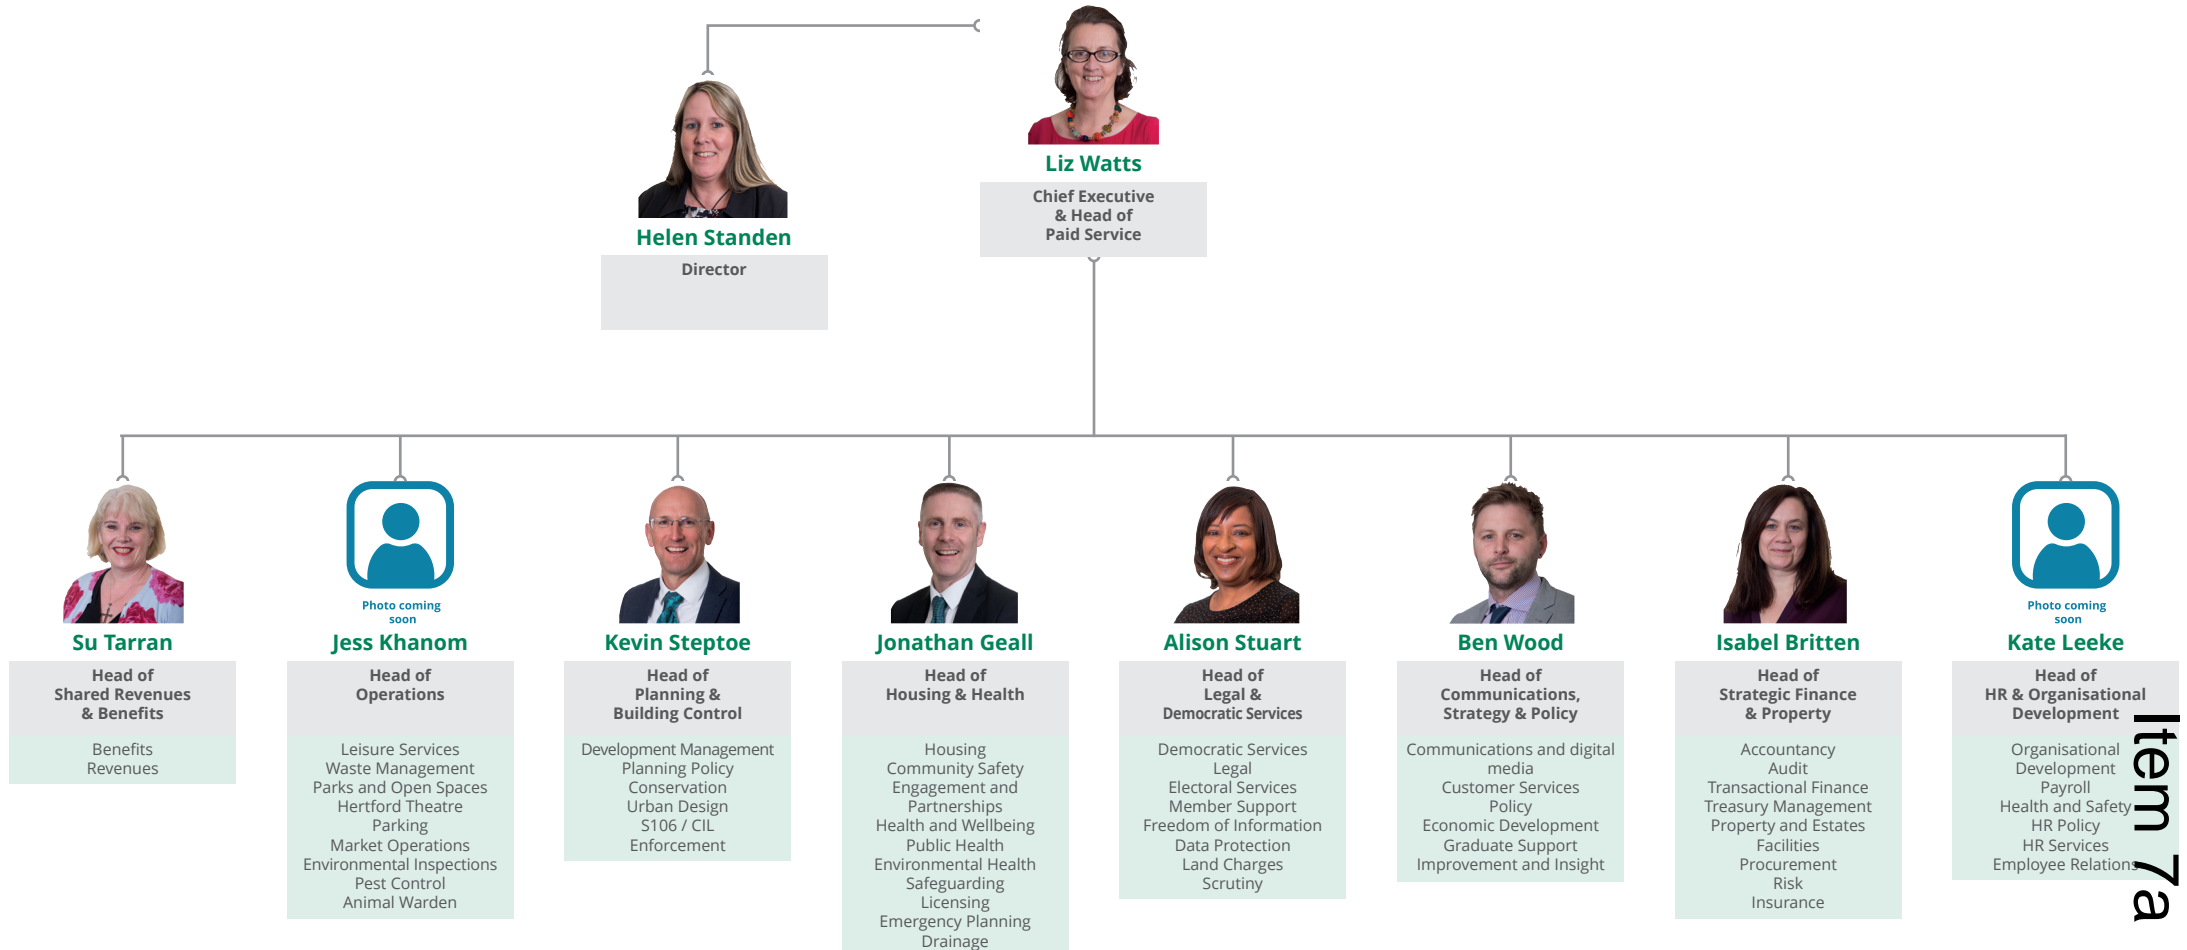 Liz Watts
Chief Executive
& Head of
Paid Service
Helen Standen
Director
Su Tarran
Head of
Shared Revenues
& Benefits
Benefits
Revenues
Photo coming
soon
Jess Khanom
Head of
Operations
Leisure Services
Waste Management
Parks and Open Spaces
Hertford Theatre
Parking
Market Operations
Environmental Inspections
Pest Control
Animal Warden
Kevin Steptoe
Head of
Planning &
Building Control
Development Management
Planning Policy
Conservation
Urban Design
S106 / CIL
Enforcement
Jonathan Geall
Head of
Housing & Health
Housing
Community Safety
Engagement and
Partnerships
Health and Wellbeing
Public Health
Environmental Health
Safeguarding
Licensing
Emergency Planning
Drainage
Alison Stuart
Head of
Legal &
Democratic Services
Democratic Services
Legal
Electoral Services
Member Support
Freedom of Information
Data Protection
Land Charges
Scrutiny
Ben Wood
Head of
Communications,
Strategy & Policy
Communications and digital
media
Customer Services
Policy
Economic Development
Graduate Support
Improvement and Insight
Isabel Britten
Head of
Strategic Finance
& Property
Accountancy
Audit
Transactional Finance
Treasury Management
Property and Estates
Facilities
Procurement
Risk
Insurance
Photo coming
soon
Kate Leeke
Head of
HR & Organisational
Development
Organisational
Development
Payroll
Health and Safety
HR Policy
HR Services
Employee Relations
Item 7a